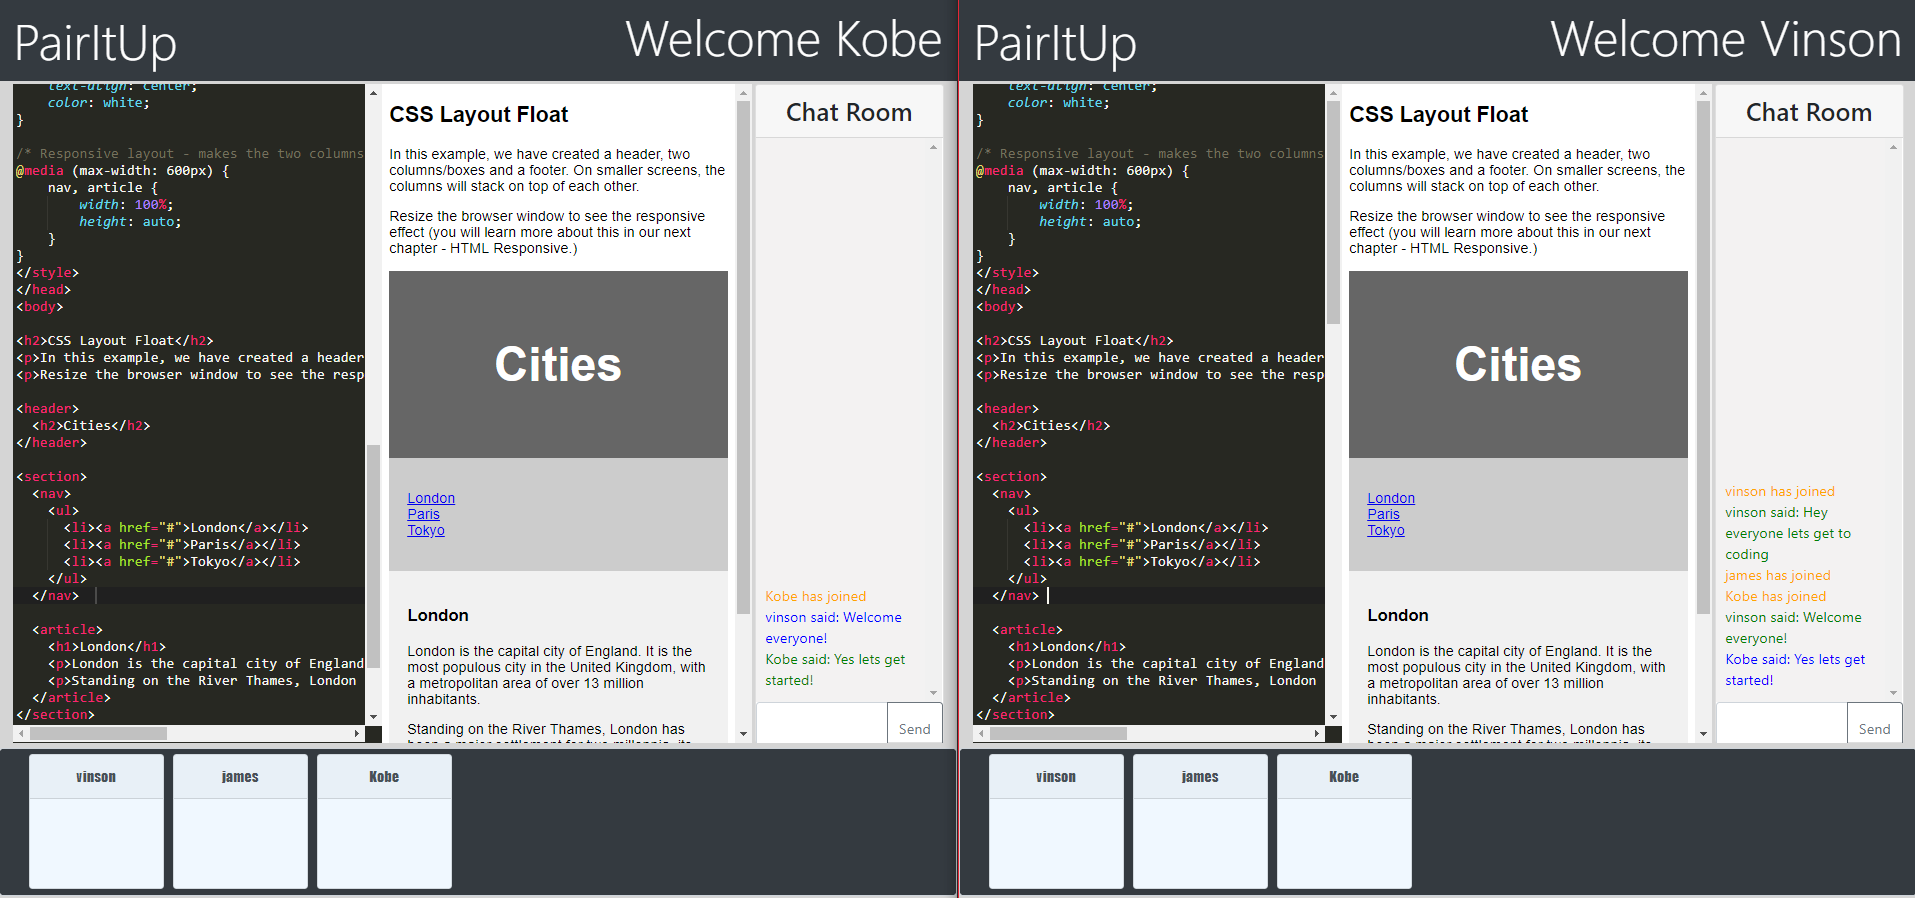 PairItUp
Welcome Kobe
text-align: center;
color: white;
}
/* Responsive layout - makes the two columns
@media (max-width: 600px) {
nav, article {
width: 100%;
height: auto;
}
}
</style>
</head>
<body>
<h2>CSS Layout Float</h2>
<p>In this example, we have created a header
<p>Resize the browser window to see the resp
<header>
<h2>Cities</h2>
</header>
<section>
<nav>
<ul>
<li><a href="#">London</a></li>
<li><a href="#">Paris</a></li>
<li><a href="#">Tokyo</a></li>
</ul>
</nav>
<article>
<h1>London</h1>
<p>London is the capital city of England
<p>Standing on the River Thames, London
</article>
</section>
CSS Layout Float
In this example, we have created a header, two
columns/boxes and a footer. On smaller screens, the
columns will stack on top of each other.
Resize the browser window to see the responsive
effect (you will learn more about this in our next
chapter - HTML Responsive.)
Cities
London
Paris
Tokyo
London
London is the capital city of England. It is the
most populous city in the United Kingdom, with
a metropolitan area of over 13 million
inhabitants.
Standing on the River Thames, London has
been a major settlement for two millennia, its
Chat Room
Kobe has joined
vinson said: Welcome
everyone!
Kobe said: Yes lets get
started!
Send
vinson
james
Kobe
PairItUp
Welcome Vinson
text-align: center;
color: white;
}
/* Responsive layout - makes the two columns
@media (max-width: 600px) {
nav, article {
width: 100%;
height: auto;
}
}
</style>
</head>
<body>
<h2>CSS Layout Float</h2>
<p>In this example, we have created a header
<p>Resize the browser window to see the resp
<header>
<h2>Cities</h2>
</header>
<section>
<nav>
<ul>
<li><a href="#">London</a></li>
<li><a href="#">Paris</a></li>
<li><a href="#">Tokyo</a></li>
</ul>
</nav>
<article>
<h1>London</h1>
<p>London is the capital city of England
<p>Standing on the River Thames, London
</article>
</section>
CSS Layout Float
In this example, we have created a header, two
columns/boxes and a footer. On smaller screens, the
columns will stack on top of each other.
Resize the browser window to see the responsive
effect (you will learn more about this in our next
chapter - HTML Responsive.)
Cities
London
Paris
Tokyo
London
London is the capital city of England. It is the
most populous city in the United Kingdom, with
a metropolitan area of over 13 million
inhabitants.
Standing on the River Thames, London has
been a major settlement for two millennia, its
Chat Room
vinson has joined
vinson said: Hey
everyone lets get to
coding
james has joined
Kobe has joined
vinson said: Welcome
everyone!
Kobe said: Yes lets get
started!
Send
vinson
james
Kobe